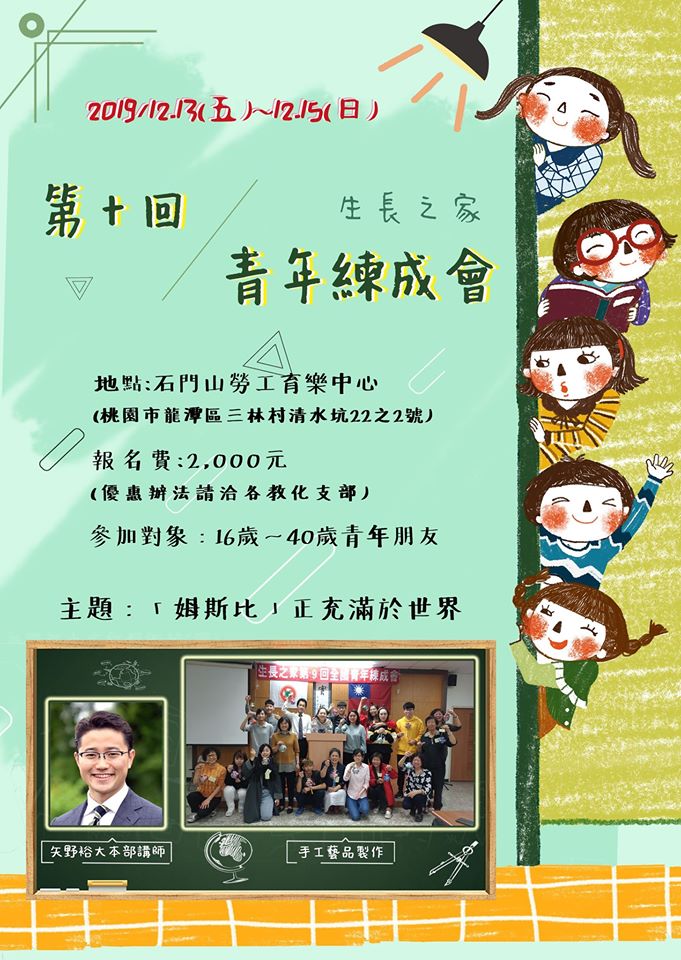 2019/12.13(五)~12.15(日)
第十回
生長之家
青年練成會
地點:石門山勞工育樂中心
(桃園市龍潭區三林村清水坑22之2號)
報名費:2,000元
(優惠辦法請洽各教化支部)
參加對象:16歲~40歲青年朋友
主題:「姆斯比」正充滿於世界
生長之家第9回全國青年練成會
矢野裕大本部講師
手工藝品製作